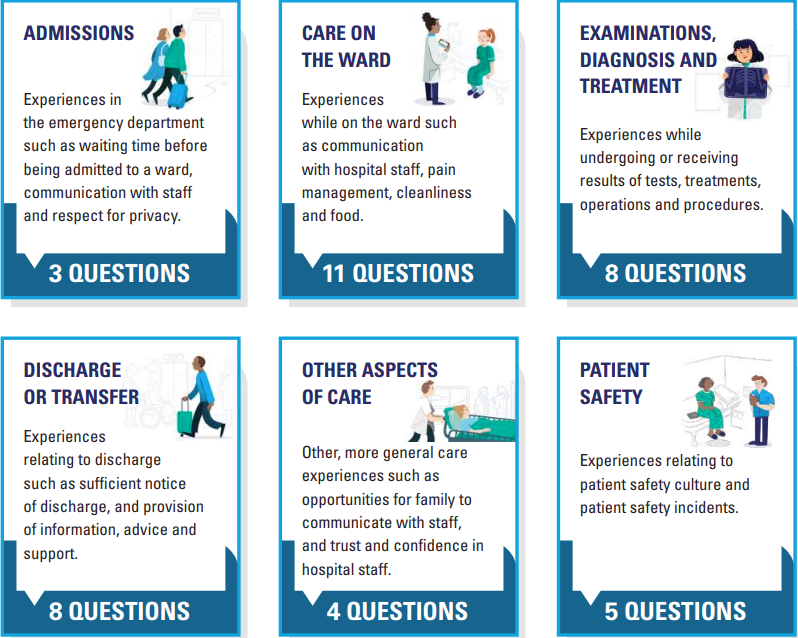 ADMISSIONS
Experiences in
the emergency department
such as waiting time before
being admitted to a ward,
communication with staff
and respect for privacy.
3 QUESTIONS
CARE ON
THE WARD
Experiences
while on the ward such
as communication
with hospital staff, pain
management, cleanliness
and food.
11 QUESTIONS
EXAMINATIONS,
DIAGNOSIS AND
TREATMENT
Experiences while
undergoing or receiving
results of tests, treatments,
operations and procedures.
8 QUESTIONS
DISCHARGE
OR TRANSFER
Experiences
relating to discharge
such as sufficient notice
of discharge, and provision
of information, advice and
support.
8 QUESTIONS
OTHER ASPECTS
OF CARE
Other, more general care
experiences such as
opportunities for family to
communicate with staff,
and trust and confidence in
hospital staff.
4 QUESTIONS
PATIENT
SAFETY
Experiences relating to
patient safety culture and
patient safety incidents.
5 QUESTIONS